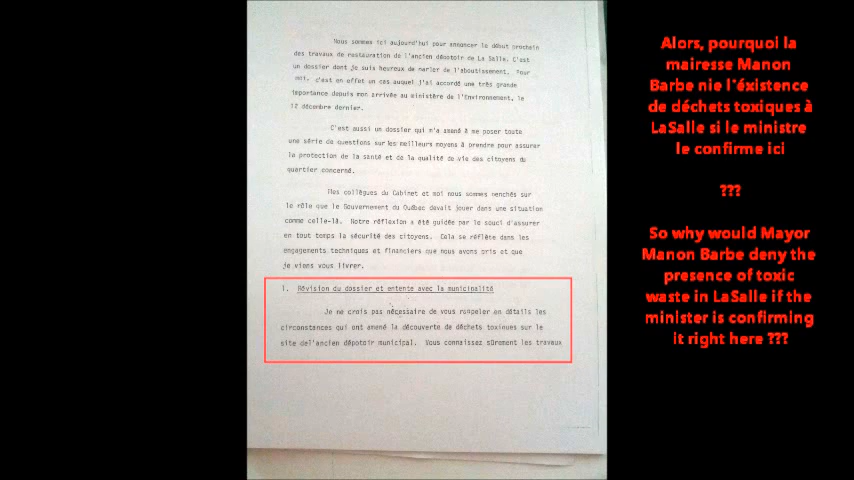 Nous sommes ici aujourd'hui pour annoncer le début prochain
des travaux de restauration de l'ancien dépotoir de La Salle. C'est
un dossier dont je suis heureux de parler de l'aboutissement. Pour
moi, c'est en effet un cas auquel j'ai accordé une très grande
importance depuis mon arrivée au ministère de l'Environnement, le
12 décembre dernier.
C'est aussi un dossier qui m'a amené à me poser toute
une série de questions sur les meilleurs moyens à prendre pour assurer
la protection de la santé et de la qualité de vie des citoyens du
quartier concerné.
Mes collègues du Cabinet et moi nous sommes penchés sur
le rôle que le Gouvernement du Québec devait jouer dans une situation
comme celle-là. Notre réflexion a été guidée par le souci d'assurer
en tout temps la sécurité des citoyens. Cela se reflète dans les
engagements techniques et financiers que nous avons pris et que
je viens vous livrer.
1. Révision du dossier et entente avec la municipalité
Je ne crois pas nécessaire de vous rappeler en détails les
circonstances qui ont amené la découverte de déchets toxiques sur le
site del'ancien dépotoir municipal. Vous connaissez sûrement les travaux
Alors, pourquoi la
mairesse Manon
Barbe nie l'éxistence
de déchets toxiques à
LaSalle si le ministre
le confirme ici
???
So why would Mayor
Manon Barbe deny the
presence of toxic
waste in LaSalle if the
minister is confirming
it right here ???